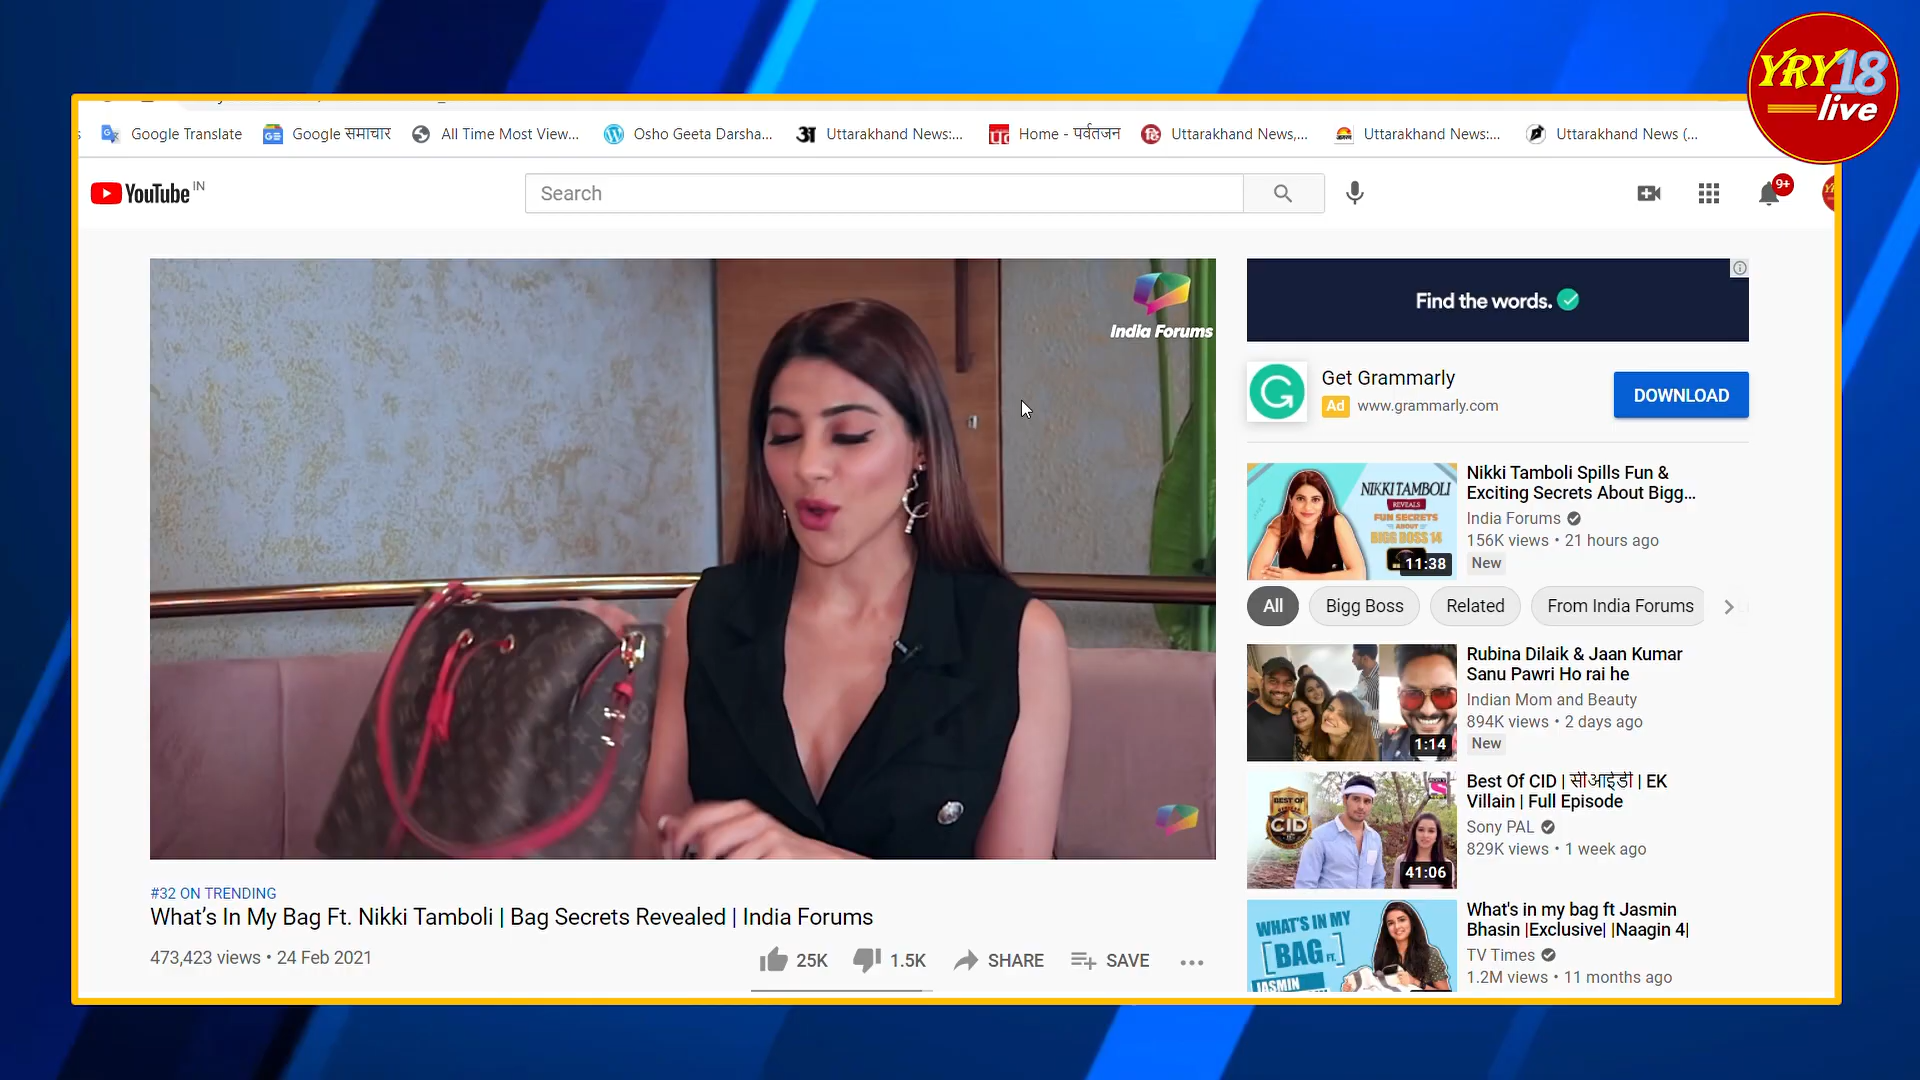 YRY18
live
Google Translate
Google समाचार
All Time Most View...
Osho Geeta Darsha...
Uttarakhand News:...
Home - पर्वतजन
Uttarakhand News,...
Uttarakhand News:...
Uttarakhand News (...
YouTube IN
Search
9+
India Forums
Find the words.
Get Grammarly
Ad www.grammarly.com
DOWNLOAD
NIKKI TAMBOLI
REVEALS
FUN SECRETS
ABOUT
BIGG BOSS 14
11:38
Nikki Tamboli Spills Fun &
Exciting Secrets About Bigg...
India Forums
156K views • 21 hours ago
New
All
Bigg Boss
Related
From India Forums
1:14
Rubina Dilaik & Jaan Kumar
Sanu Pawri Ho rai he
Indian Mom and Beauty
894K views • 2 days ago
New
BEST OF
CID
41:06
Best Of CID | सीआईडी | EK
Villain | Full Episode
Sony PAL
829K views • 1 week ago
WHAT'S IN MY
[BAG FT.]
JASMIN
What's in my bag ft Jasmin
Bhasin |Exclusive| |Naagin 4|
TV Times
1.2M views • 11 months ago
#32 ON TRENDING
What's In My Bag Ft. Nikki Tamboli | Bag Secrets Revealed | India Forums
473,423 views • 24 Feb 2021
25K
1.5K
SHARE
SAVE